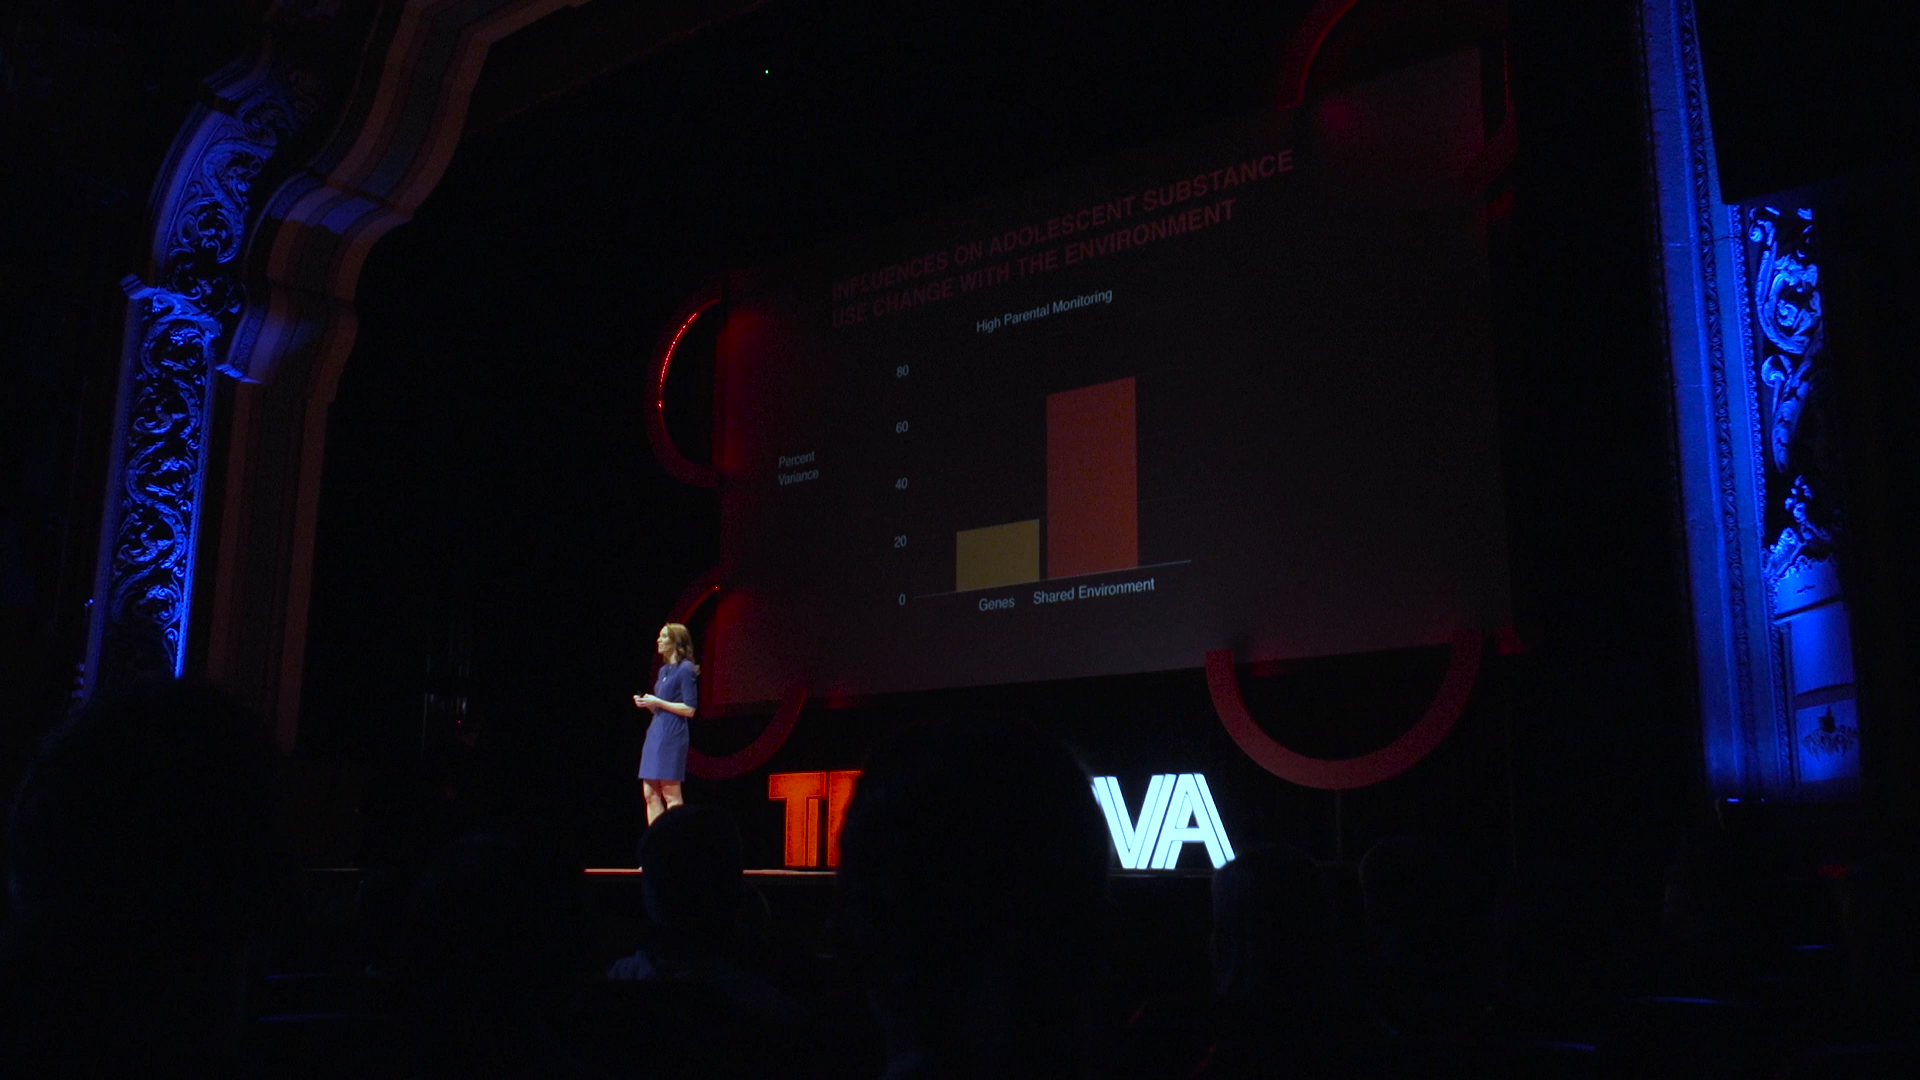 INFLUENCES ON ADOLESCENT SUBSTANCE
USE CHANGE WITH THE ENVIRONMENT
High Parental Monitoring
80
60
Percent
Variance
40
20
0
Genes Shared Environment
VA